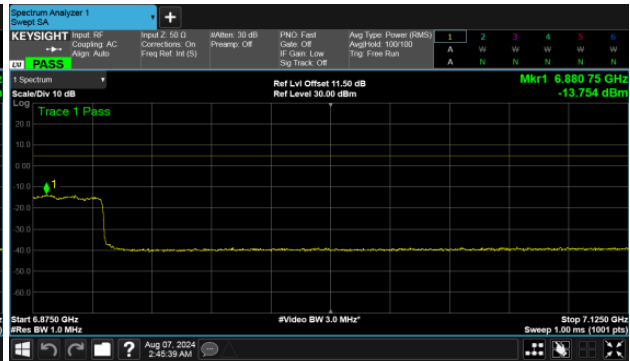 Spectrum Analyzer 1
Swept SA
KEYSIGHT Input: RF Input Z: 50 Ω #Atten: 30 dB PNO: Fast Avg Type: Power (RMS) 1 2 3 4 5 6
Coupling: AC Corrections: On Preamp: Off Gate: Off Avg|Hold: 100/100 A W W W W W
Align: Auto Freq Ref: Int (S) IF Gain: Low Trig: Free Run
LXI PASS Sig Track: Off A N N N N N
1 Spectrum Ref Lvl Offset 11.50 dB Mkr1 6.880 75 GHz
Scale/Div 10 dB Ref Level 30.00 dBm -13.754 dBm
Log
Trace 1 Pass
20.0
10.0
0.00
-10.0
1
-20.0
-30.0
-40.0
-50.0
-60.0
Start 6.8750 GHz #Video BW 3.0 MHz* Stop 7.1250 GHz
#Res BW 1.0 MHz Sweep 1.00 ms (1001 pts)
? Aug 07, 2024
2:45:39 AM